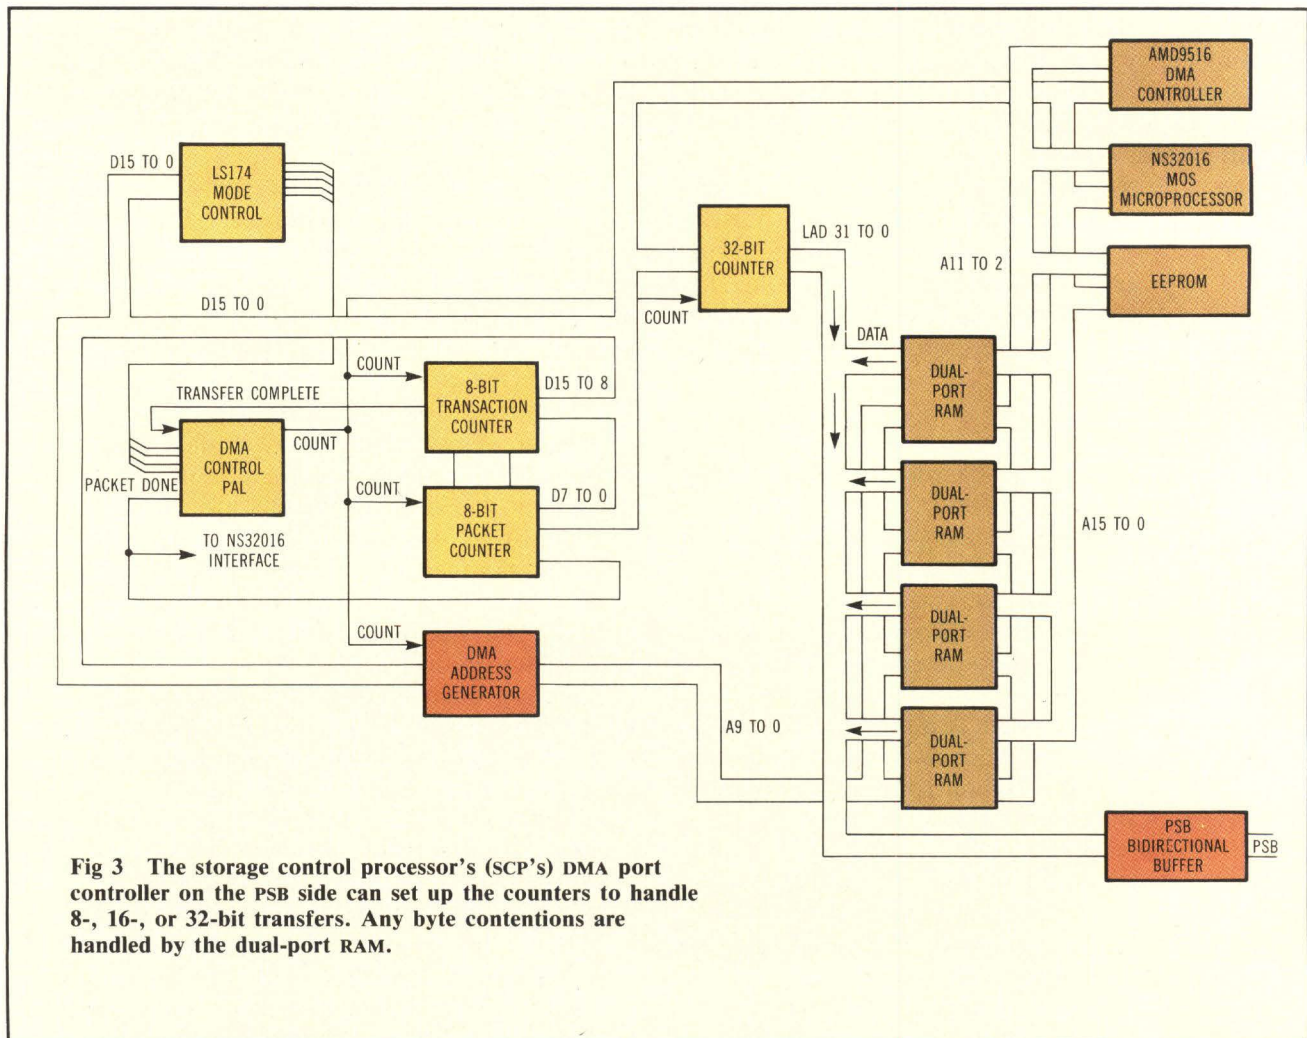 AMD9516
DMA
CONTROLLER
D15 TO 0
LS174
MODE
CONTROL
NS32016
MOS
MICROPROCESSOR
32-BIT
COUNTER
LAD 31 TO 0
A11 TO 2
EEPROM
D15 TO 0
COUNT
DATA
COUNT
8-BIT
TRANSACTION
COUNTER
D15 TO 8
DUAL-
PORT
RAM
TRANSFER COMPLETE
DMA
CONTROL
PAL
COUNT
PACKET DONE
COUNT
8-BIT
PACKET
COUNTER
D7 TO 0
DUAL-
PORT
RAM
A15 TO 0
TO NS32016
INTERFACE
DUAL-
PORT
RAM
COUNT
DMA
ADDRESS
GENERATOR
A9 TO 0
DUAL-
PORT
RAM
PSB
BIDIRECTIONAL
BUFFER
PSB
Fig 3 The storage control processor's (SCP's) DMA port
controller on the PSB side can set up the counters to handle
8-, 16-, or 32-bit transfers. Any byte contentions are
handled by the dual-port RAM.